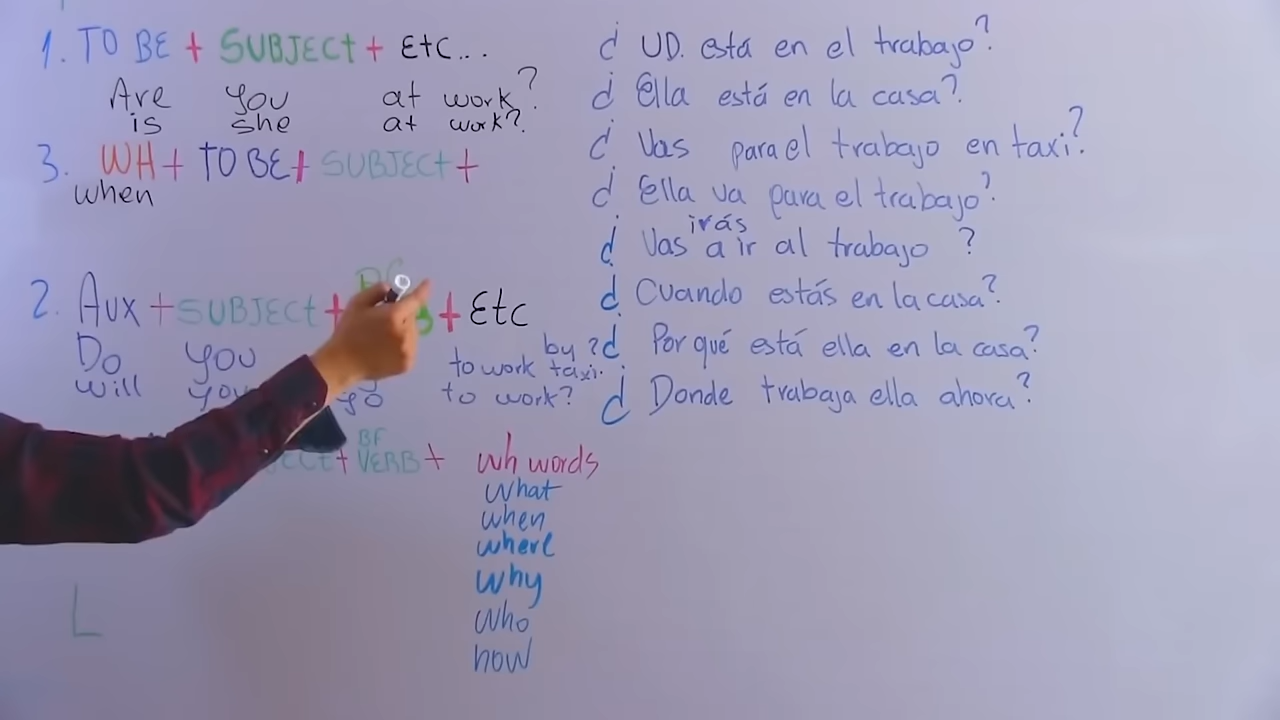 1. TO BE + SUBJECT + Etc...
Are you at work?
is she at work?
3. WH + TO BE + SUBJECT +
when
2. Aux + SUBJECT + + Etc
Do you to work by taxi. ?
will you go to work?
+ BF VERB +
wh words
what
when
where
why
who
how
L
¿ UD. está en el trabajo?
¿ Ella está en la casa?
¿ Vas para el trabajo en taxi?
¿ Ella va para el trabajo?
irás
¿ Vas a ir al trabajo ?
¿ Cuando estás en la casa?
¿ Por qué está ella en la casa?
¿ Donde trabaja ella ahora?